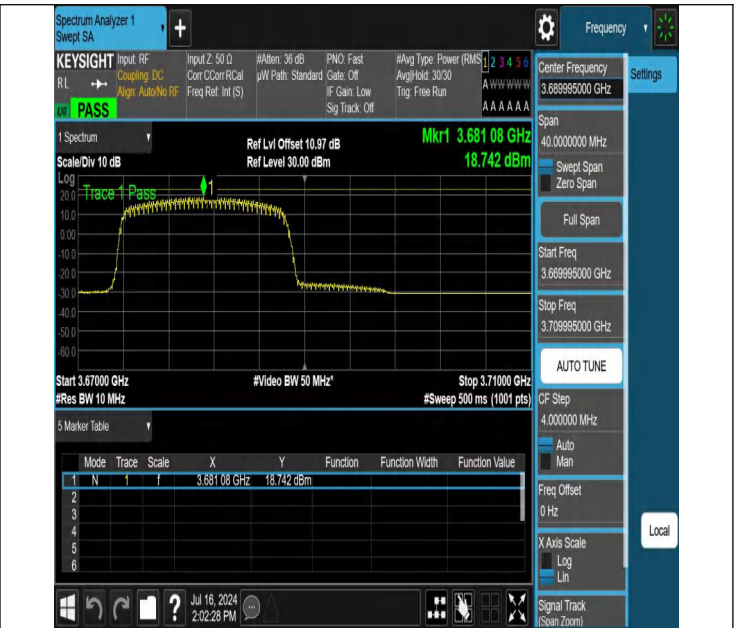 Spectrum Analyzer 1
Swept SA
+
Frequency
KEYSIGHT
RL
PASS
Input: RF
Coupling: DC
Align: Auto/No RF
Input Z: 50 Ω
Corr CCorr RCal
Freq Ref: Int (S)
#Atten: 36 dB
µW Path: Standard
PNO: Fast
Gate: Off
IF Gain: Low
Sig Track: Off
#Avg Type: Power (RMS
Avg|Hold: 30/30
Trig: Free Run
1 2 3 4 5 6
A W W W W W
A A A A A A
1 Spectrum
Scale/Div 10 dB
Ref Lvl Offset 10.97 dB
Ref Level 30.00 dBm
Mkr1 3.681 08 GHz
18.742 dBm
Log
Trace 1 Pass
1
20.0
10.0
0.00
-10.0
-20.0
-30.0
-40.0
-50.0
-60.0
Start 3.67000 GHz
#Video BW 50 MHz*
Stop 3.71000 GHz
#Res BW 10 MHz
#Sweep 500 ms (1001 pts)
5 Marker Table
Mode Trace Scale X Y Function Function Width Function Value
1 N 1 f 3.681 08 GHz 18.742 dBm
2
3
4
5
6
Center Frequency
3.689995000 GHz
Settings
Span
40.0000000 MHz
Swept Span
Zero Span
Full Span
Start Freq
3.669995000 GHz
Stop Freq
3.709995000 GHz
AUTO TUNE
CF Step
4.000000 MHz
Auto
Man
Freq Offset
0 Hz
X Axis Scale
Log
Lin
Local
Signal Track
(Span Zoom)
?
Jul 16, 2024
2:02:28 PM